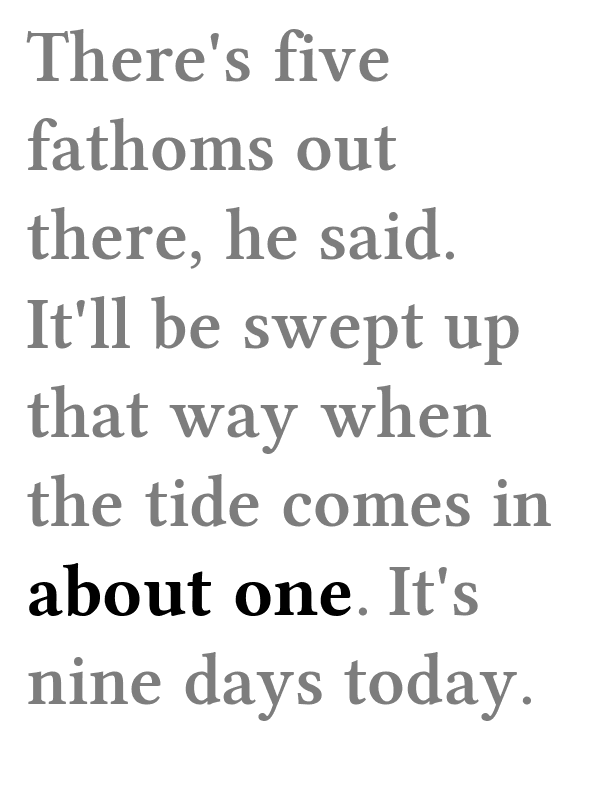 There's five
fathoms out
there, he said.
It'll be swept up
that way when
the tide comes in
about one. It's
nine days today.